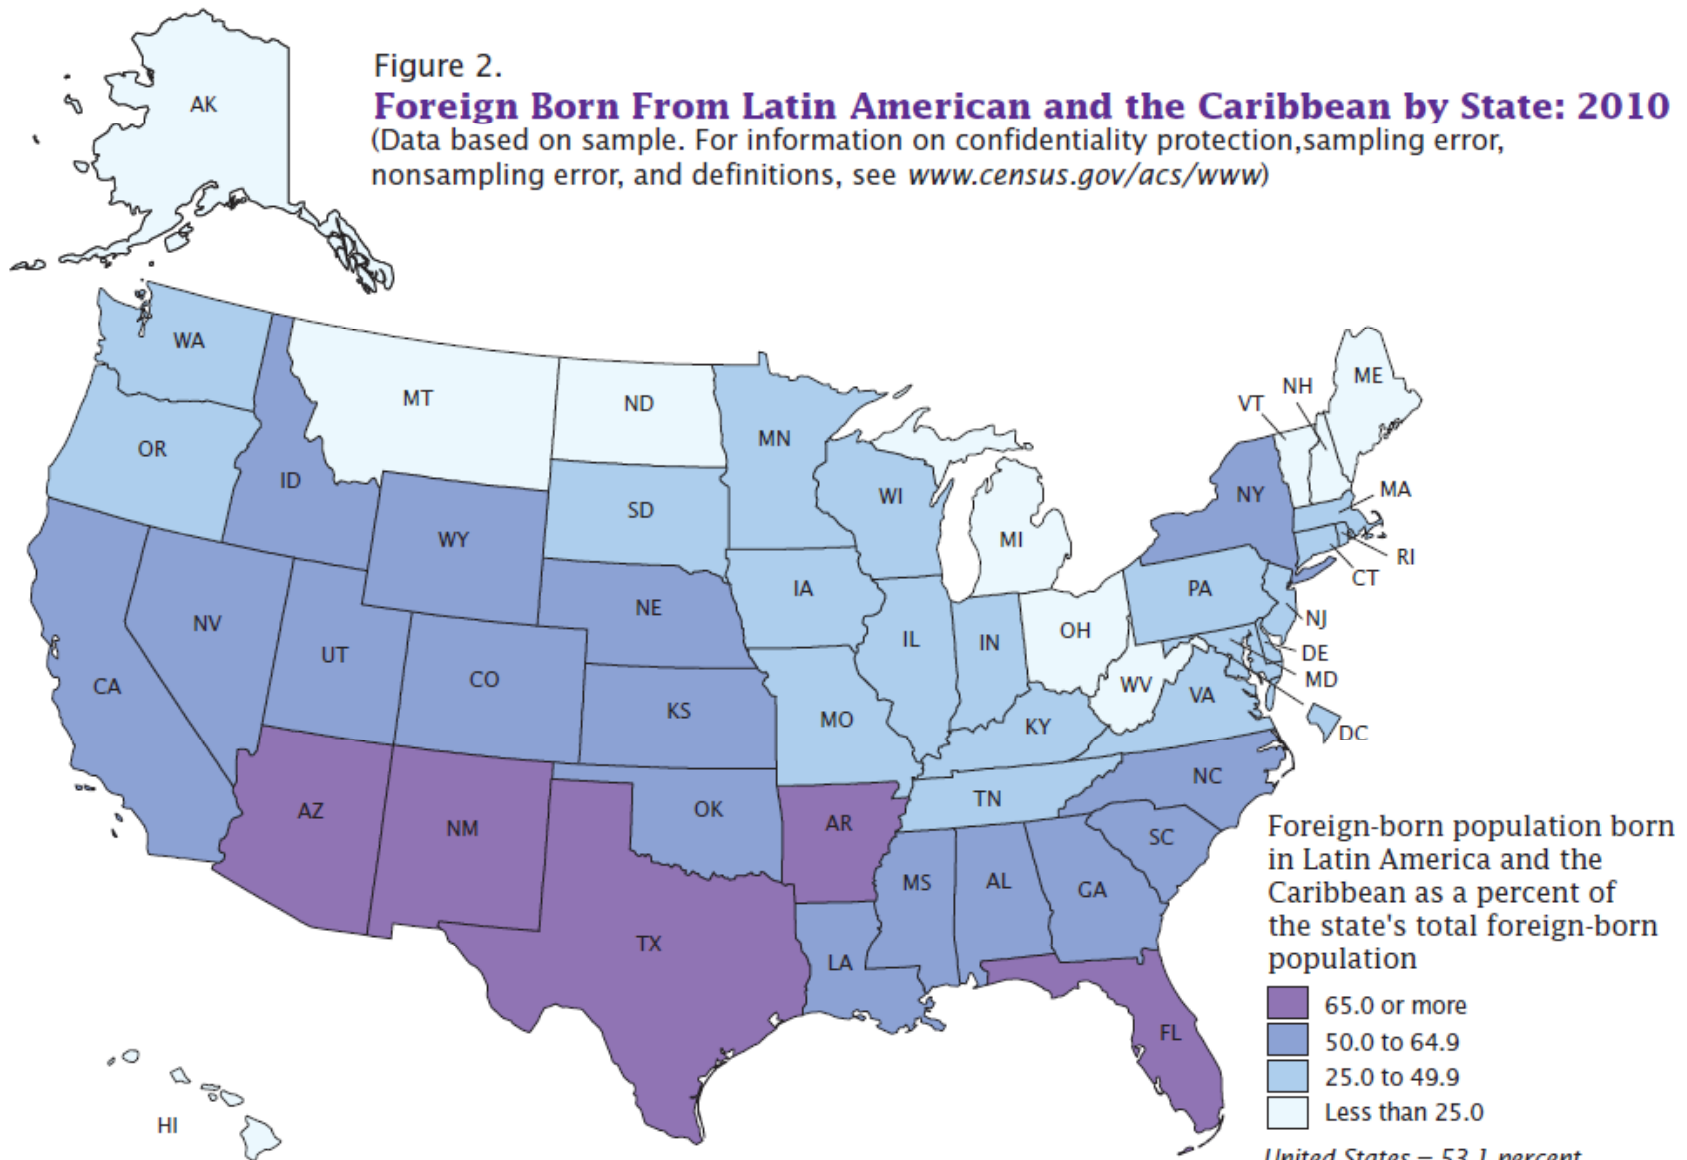 AK
Figure 2.
Foreign Born From Latin American and the Caribbean by State: 2010
(Data based on sample. For information on confidentiality protection,sampling error,
nonsampling error, and definitions, see www.census.gov/acs/www)
WA
MT
ND
MN
OR
ID
WY
SD
WI
MI
NH
ME
VT
NY
MA
RI
CT
PA
NJ
DE
MD
DC
NV
UT
CO
NE
IA
IL
IN
OH
WV
VA
CA
KS
MO
KY
AZ
NM
OK
AR
TN
NC
SC
MS
AL
GA
TX
LA
FL
HI
Foreign-born population born
in Latin America and the
Caribbean as a percent of
the state's total foreign-born
population
65.0 or more
50.0 to 64.9
25.0 to 49.9
Less than 25.0
United States = 53.1 percent